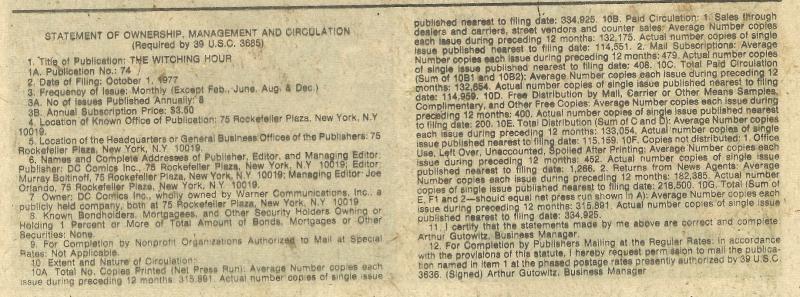 STATEMENT OF OWNERSHIP, MANAGEMENT AND CIRCULATION
(Required by 39 U.S.C. 3685)
1. Title of Publication: THE WITCHING HOUR
1A. Publication No.: 74
2. Date of Filing: October 1, 1977
3. Frequency of Issue: Monthly (Except Feb., June, Aug. & Dec.)
3A. No of Issues Published Annually: 8
3B. Annual Subscription Price: $3.50
4. Location of Known Office of Publication: 75 Rockefeller Plaza, New York, N.Y
10019.
5. Location of the Headquarters or General Business Offices of the Publishers: 75
Rockefeller Plaza, New York, N.Y. 10019.
6. Names and Complete Addresses of Publisher, Editor, and Managing Editor:
Publisher: DC Comics Inc., 75 Rockefeller Plaza, New York, N.Y. 10019; Editor:
Murray Boltinoff, 75 Rockefeller Plaza, New York, N.Y. 10019; Managing Editor: Joe
Orlando, 75 Rockefeller Plaza, New York, N.Y. 10019.
7. Owner: DC Comics Inc., wholly owned by Warner Communications, Inc., a
publicly held company, both at 75 Rockefeller Plaza, New York, N.Y. 10019
8. Known Bondholders, Mortgagees, and Other Security Holders Owning or
Holding 1 Percent or More of Total Amount of Bonds, Mortgages or Other
Securities: None.
9. For Completion by Nonprofit Organizations Authorized to Mail at Special
Rates: Not Applicable.
10 Extent and Nature of Circulation:
10A. Total No. Copies Printed (Net Press Run): Average Number copies each
issue during preceding 12 months: 315,891. Actual number copies of single issue
published nearest to filing date: 334,925. 10B. Paid Circulation: 1. Sales through
dealers and carriers, street vendors and counter sales: Average Number copies
each issue during preceding 12 months: 132,175. Actual number copies of single
issue published nearest to filing date: 114,551. 2. Mail Subscriptions: Average
Number copies each issue during preceding 12 months: 479. Actual number copies
of single issue published nearest to filing date: 408. 10C. Total Paid Circulation
(Sum of 10B1 and 10B2): Average Number copies each issue during preceding 12
months: 132,654. Actual number copies of single issue published nearest to filing
date: 114,959. 10D. Free Distribution by Mail, Carrier or Other Means Samples,
Complimentary, and Other Free Copies: Average Number copies each issue during
preceding 12 months: 400. Actual number copies of single issue published nearest
to filing date: 200. 10E. Total Distribution (Sum of C and D): Average Number copies
each issue during preceding 12 months: 133,054. Actual number copies of single
issue published nearest to filing date: 115,159. 10F. Copies not distributed: 1. Office
Use, Left Over, Unaccounted, Spoiled After Printing: Average Number copies each
issue during preceding 12 months: 452. Actual number copies of single issue
published nearest to filing date: 1,266. 2. Returns from News Agents: Average
Number copies each issue during preceding 12 months: 182,385. Actual number
copies of single issue published nearest to filing date: 218,500. 10G. Total (Sum of
E, F1 and 2—should equal net press run shown in A): Average Number copies each
issue during preceding 12 months: 315,891. Actual number copies of single issue
published nearest to filing date: 334,925.
11. I certify that the statements made by me above are correct and complete.
Arthur Gutowitz, Business Manager.
12. For Completion by Publishers Mailing at the Regular Rates: In accordance
with the provisions of this statute, I hereby request permission to mail the publica-
tion named in Item 1 at the phased postage rates presently authorized by 39 U.S.C.
3636. (Signed) Arthur Gutowitz, Business Manager